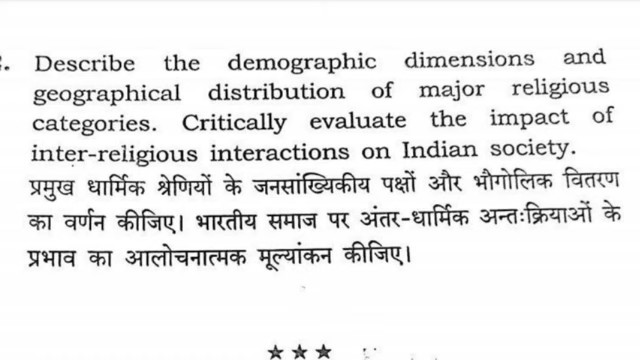 Describe the demographic dimensions and
geographical distribution of major religious
categories. Critically evaluate the impact of
inter-religious interactions on Indian society.
प्रमुख धार्मिक श्रेणियों के जनसांख्यिकीय पक्षों और भौगोलिक वितरण
का वर्णन कीजिए। भारतीय समाज पर अंतर-धार्मिक अन्तःक्रियाओं के
प्रभाव का आलोचनात्मक मूल्यांकन कीजिए।
★ ★ ★